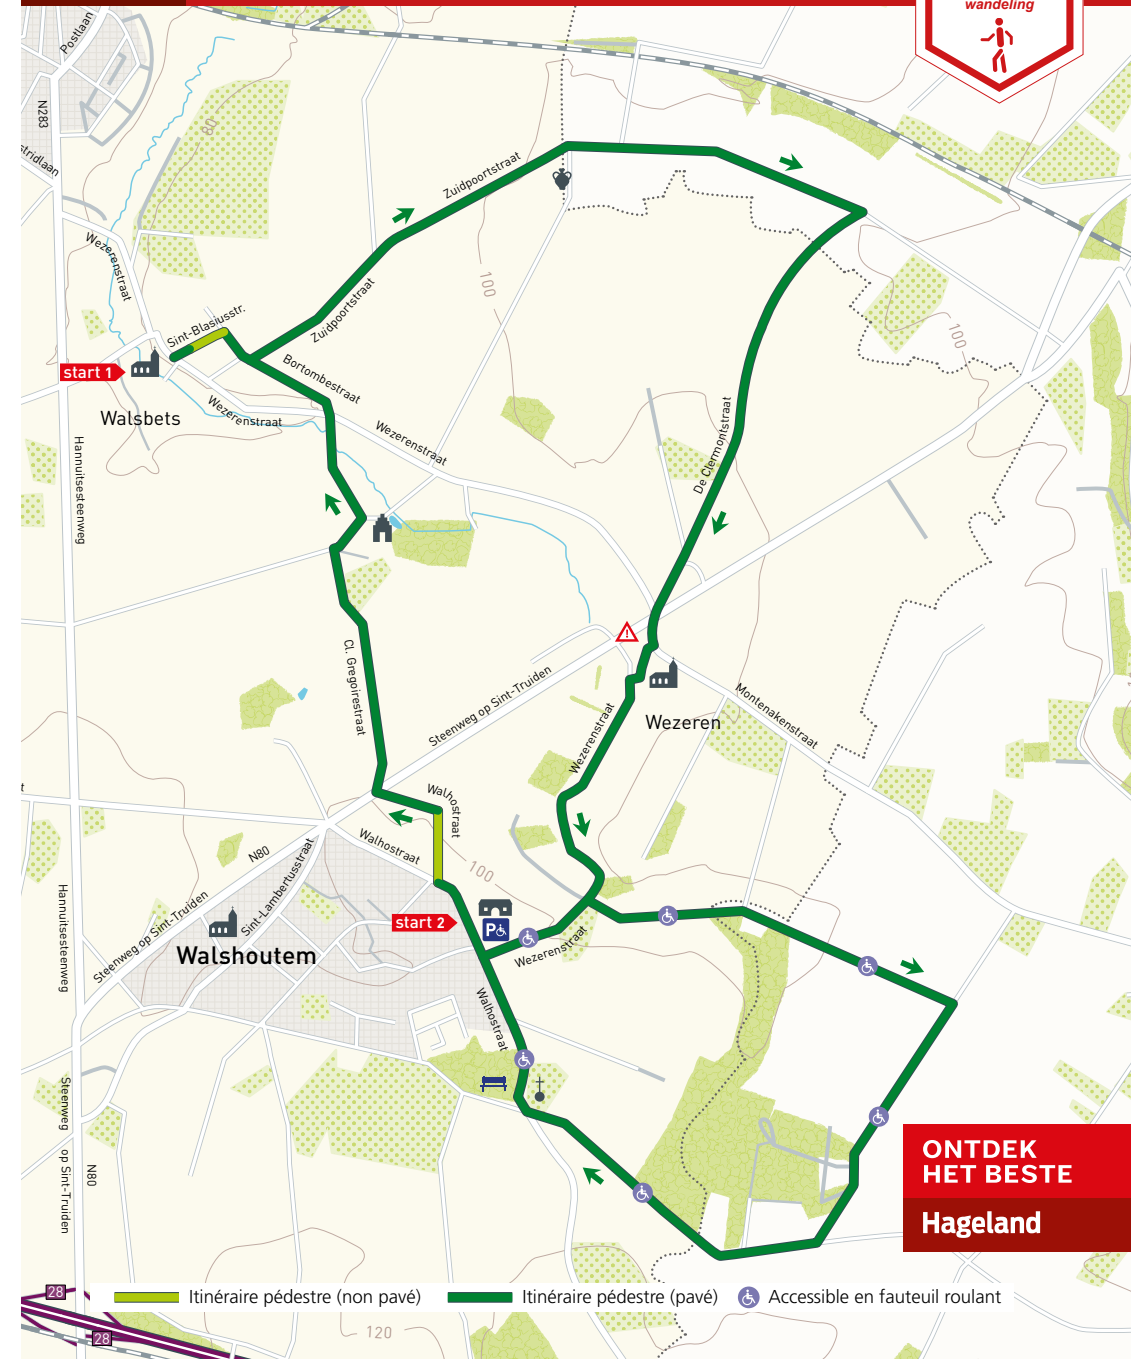 wandeling
Postlaan
N283
stridlaan
80
Zuidpoortstraat
Wezerenstraat
100
Sint-Blasiusstr.
Zuidpoortstraat
100
start 1
Bortombestraat
Walsbets
Wezerenstraat
Wezerenstraat
De Clermontstraat
Hannuitsesteenweg
Cl. Gregoirestraat
Steenweg op Sint-Truiden
Wezeren
Montenakenstraat
Wezerenstraat
t
Walhostraat
Walhostraat
N80
Sint-Lambertusstraat
100
Hannuitsesteenweg
Steenweg op Sint-Truiden
start 2
P
Walshoutem
Wezerenstraat
Walhostraat
Steenweg op Sint-Truiden
N80
ONTDEK
HET BESTE
Hageland
28
Itinéraire pédestre (non pavé)
Itinéraire pédestre (pavé)
Accessible en fauteuil roulant
28
120